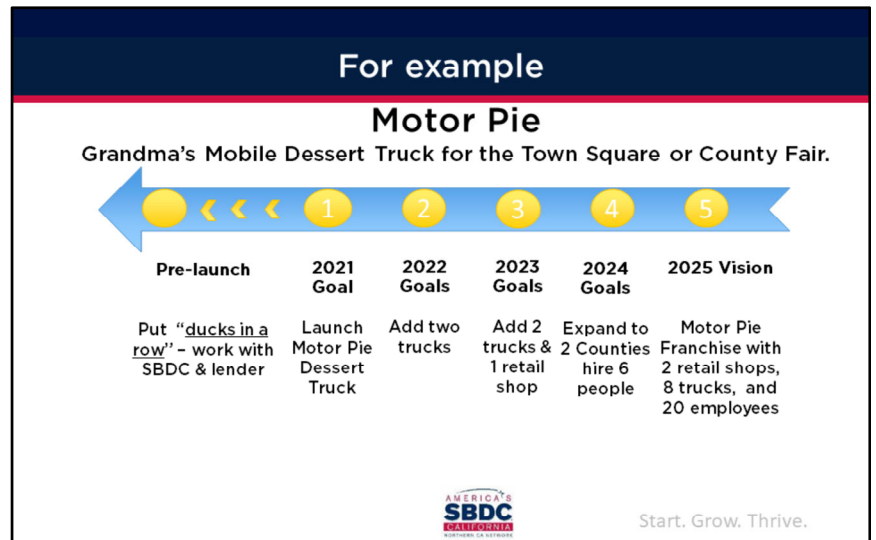 For example
Motor Pie
Grandma's Mobile Dessert Truck for the Town Square or County Fair.
1
2
3
4
5
Pre-launch
Put "ducks in a
row" – work with
SBDC & lender
2021
Goal
Launch
Motor Pie
Dessert
Truck
2022
Goals
Add two
trucks
2023
Goals
Add 2
trucks &
1 retail
shop
2024
Goals
Expand to
2 Counties
hire 6
people
2025 Vision
Motor Pie
Franchise with
2 retail shops,
8 trucks, and
20 employees
AMERICA'S
SBDC
CALIFORNIA
NORTHERN CA NETWORK
Start. Grow. Thrive.